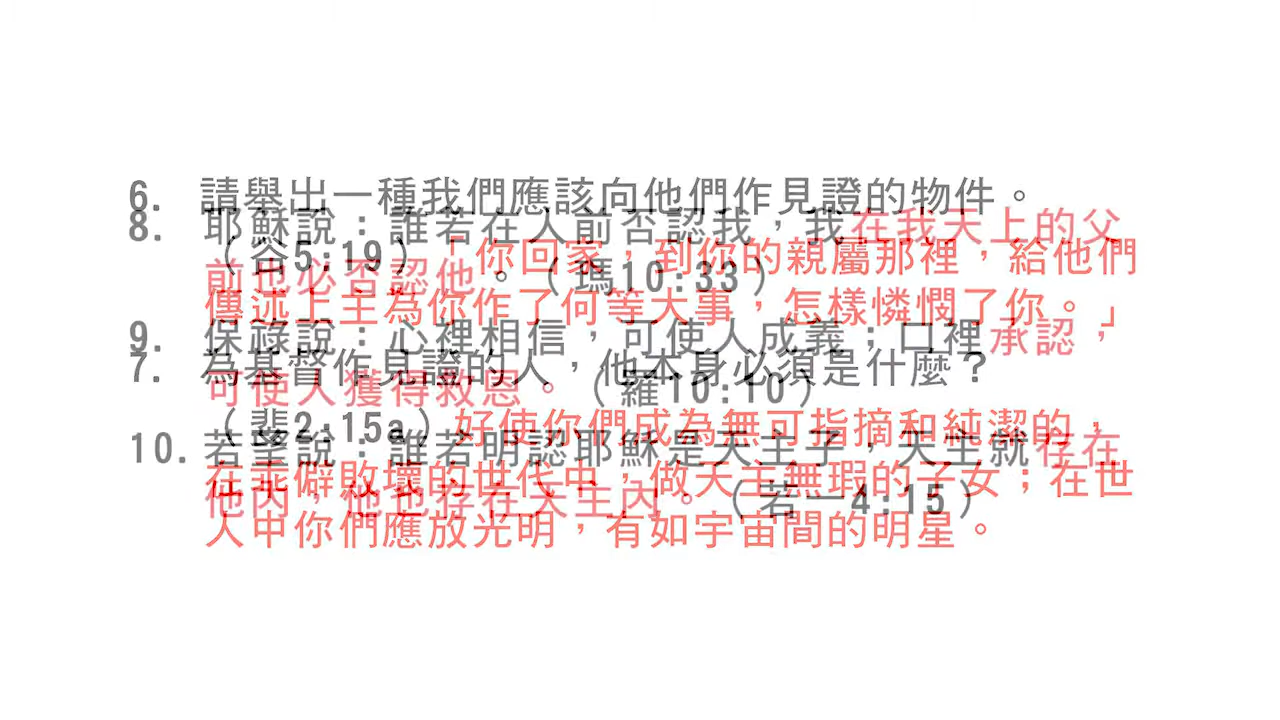 6. 請舉出一種我們應該向他們作見證的物件。
8. 耶穌說：誰若在人前否認我，我在我天上的父
（谷5:19）「你回家，到你的親屬那裡，給他們
前也必否認他。（瑪10:33）
傳述上主為你作了何等大事，怎樣憐憫了你。」
9. 保祿說：心裡相信，可使人成義；口裡承認，
7. 為基督作見證的人，他本身必須是什麼？
可使人獲得救恩。（羅10:10）
（斐2:15a）好使你們成為無可指摘和純潔的，
10. 若望說：誰若明認耶穌是天主子，天主就存在
在乖僻敗壞的世代中，做天主無瑕的子女；在世
他內，他也存在天主內。（若一4:15）
人中你們應放光明，有如宇宙間的明星。